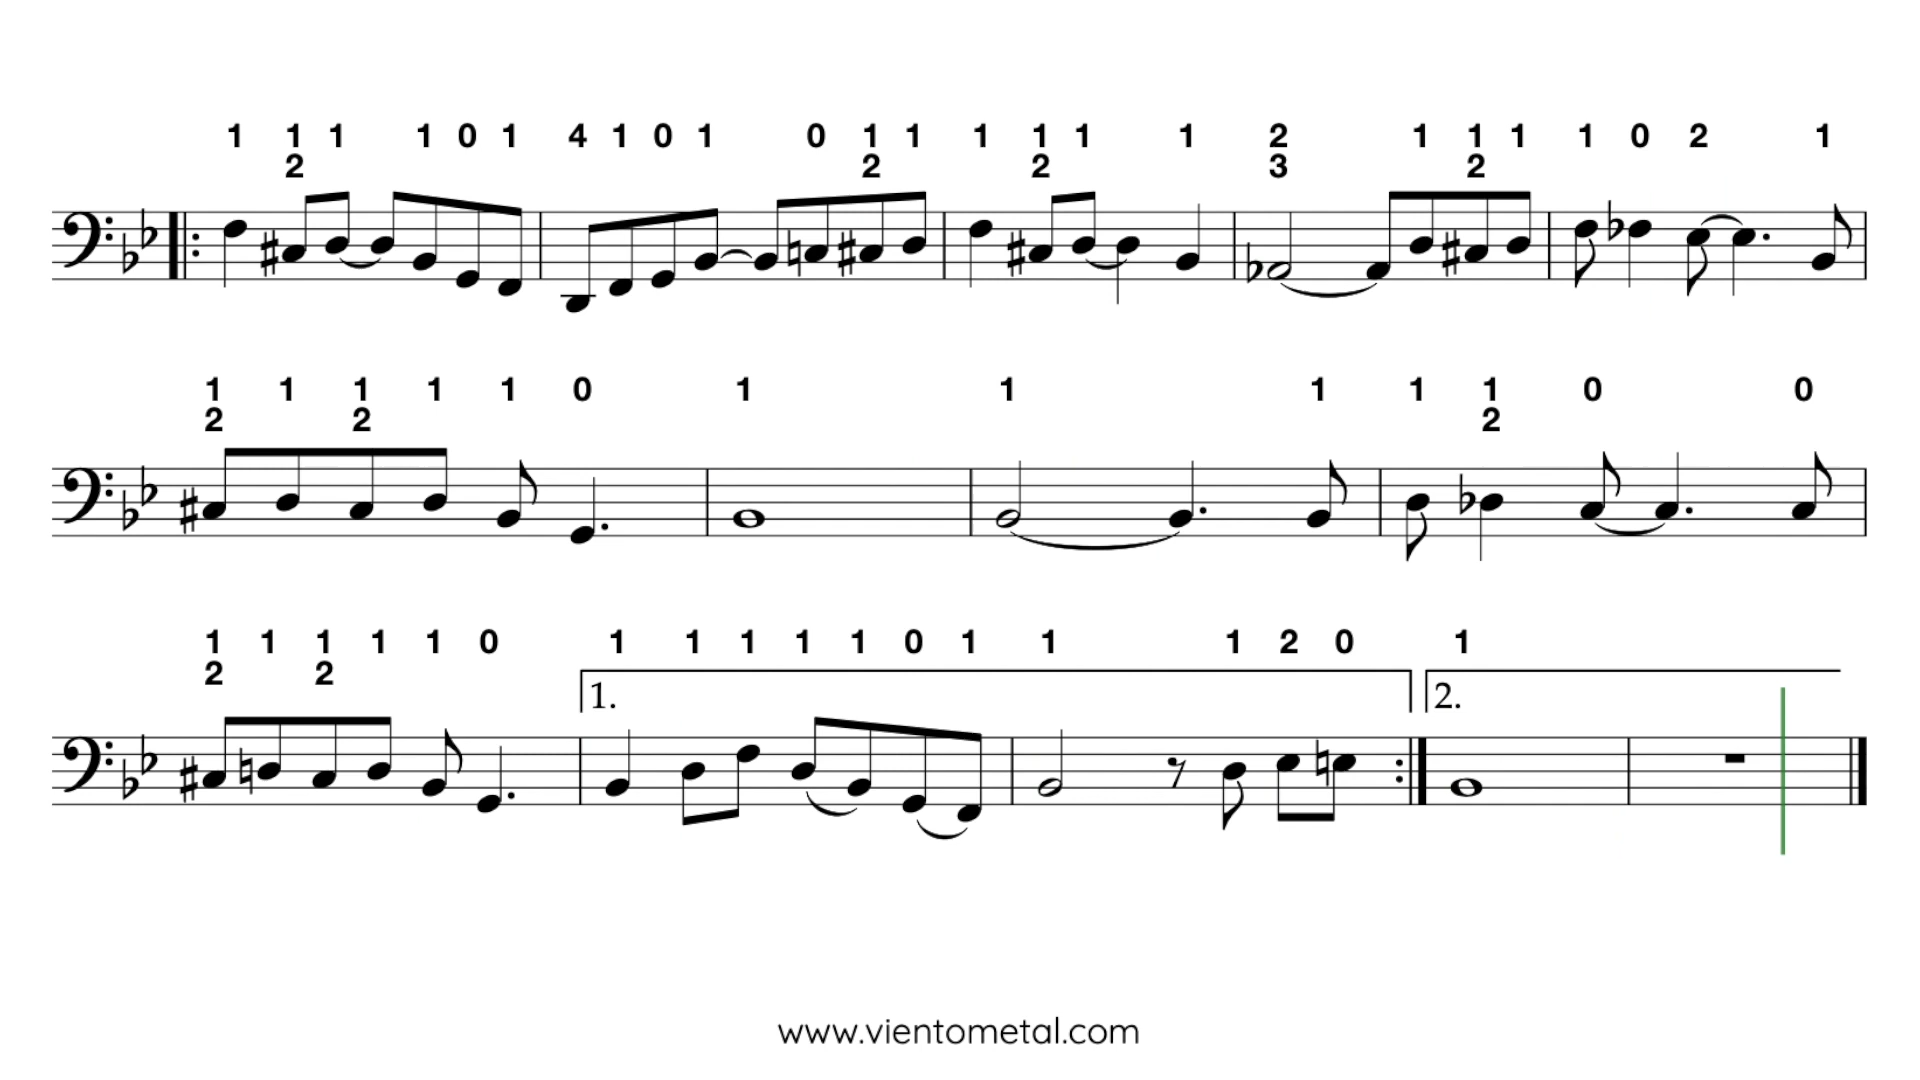 1 1 1 1 0 1 4 1 0 1 0 1 1 1 1 1 1 2 1 1 1 1 0 2 1
2 2 2 3 2
1 1 1 1 1 0 1 1 1 1 1 0 0
2 2 2
1 1 1 1 1 0 1 1 1 1 1 0 1 1 1 2 0 1
2 2
1. 2.
www.vientometal.com